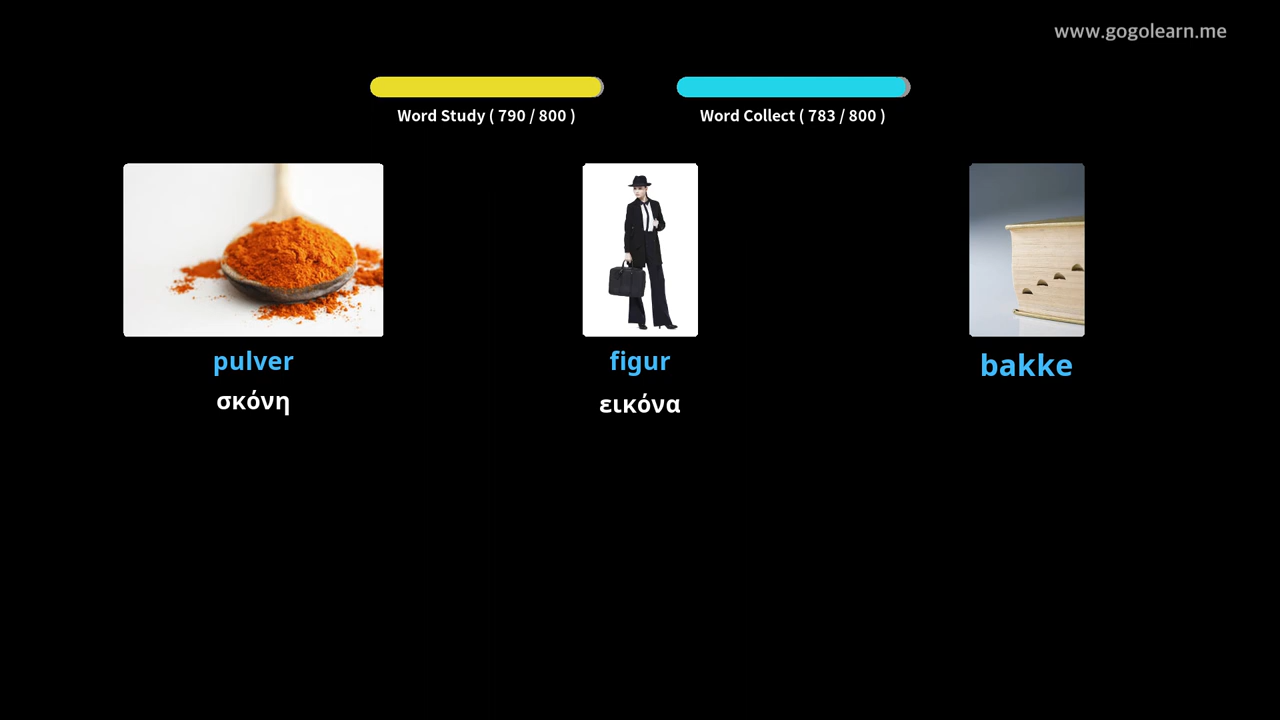 www.gogolearn.me
Word Study ( 790 / 800 )
Word Collect ( 783 / 800 )
pulver
σκόνη
figur
εικόνα
bakke